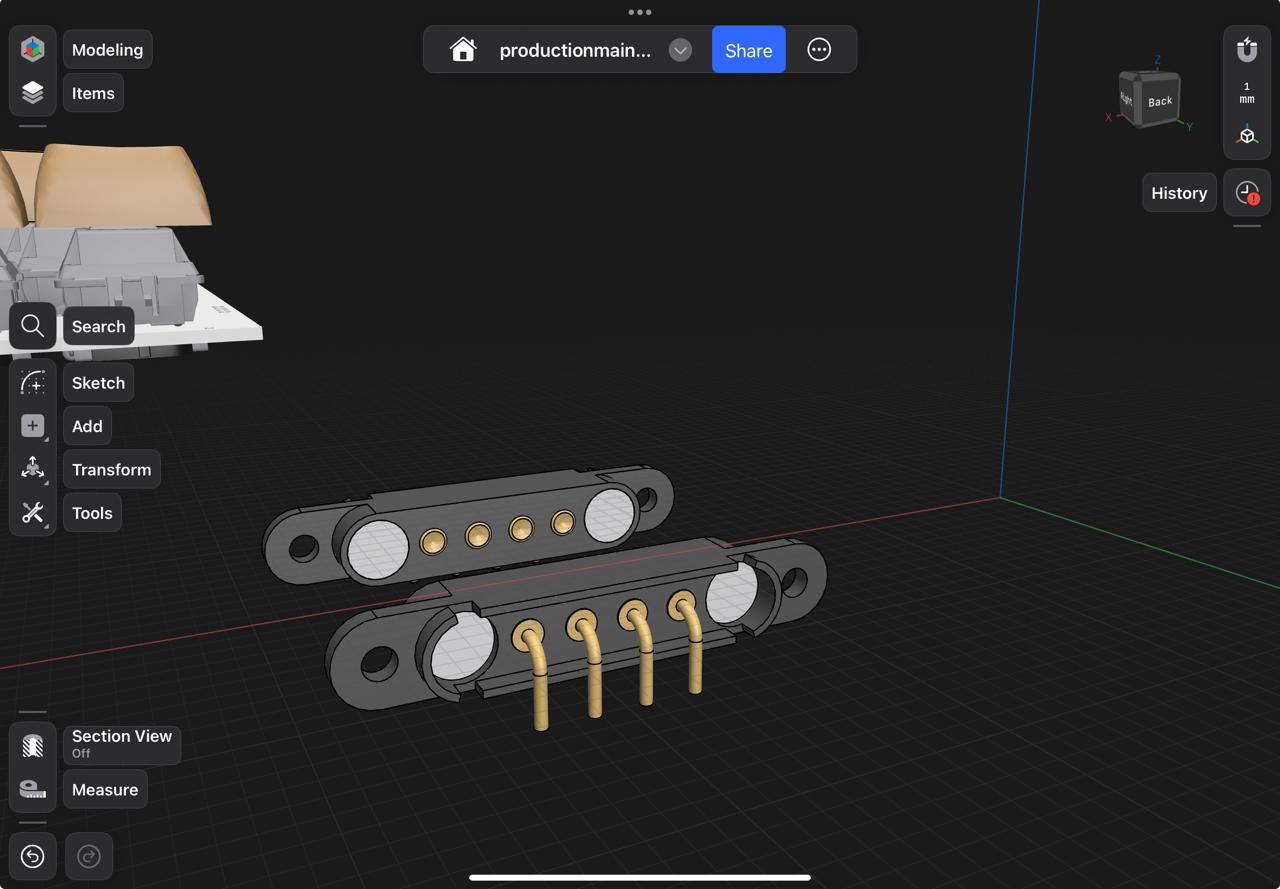 Modeling
productionmain...
Share
Items
Z
Right
Back
X
Y
1
mm
History
Search
Sketch
Add
Transform
Tools
Section View
Off
Measure